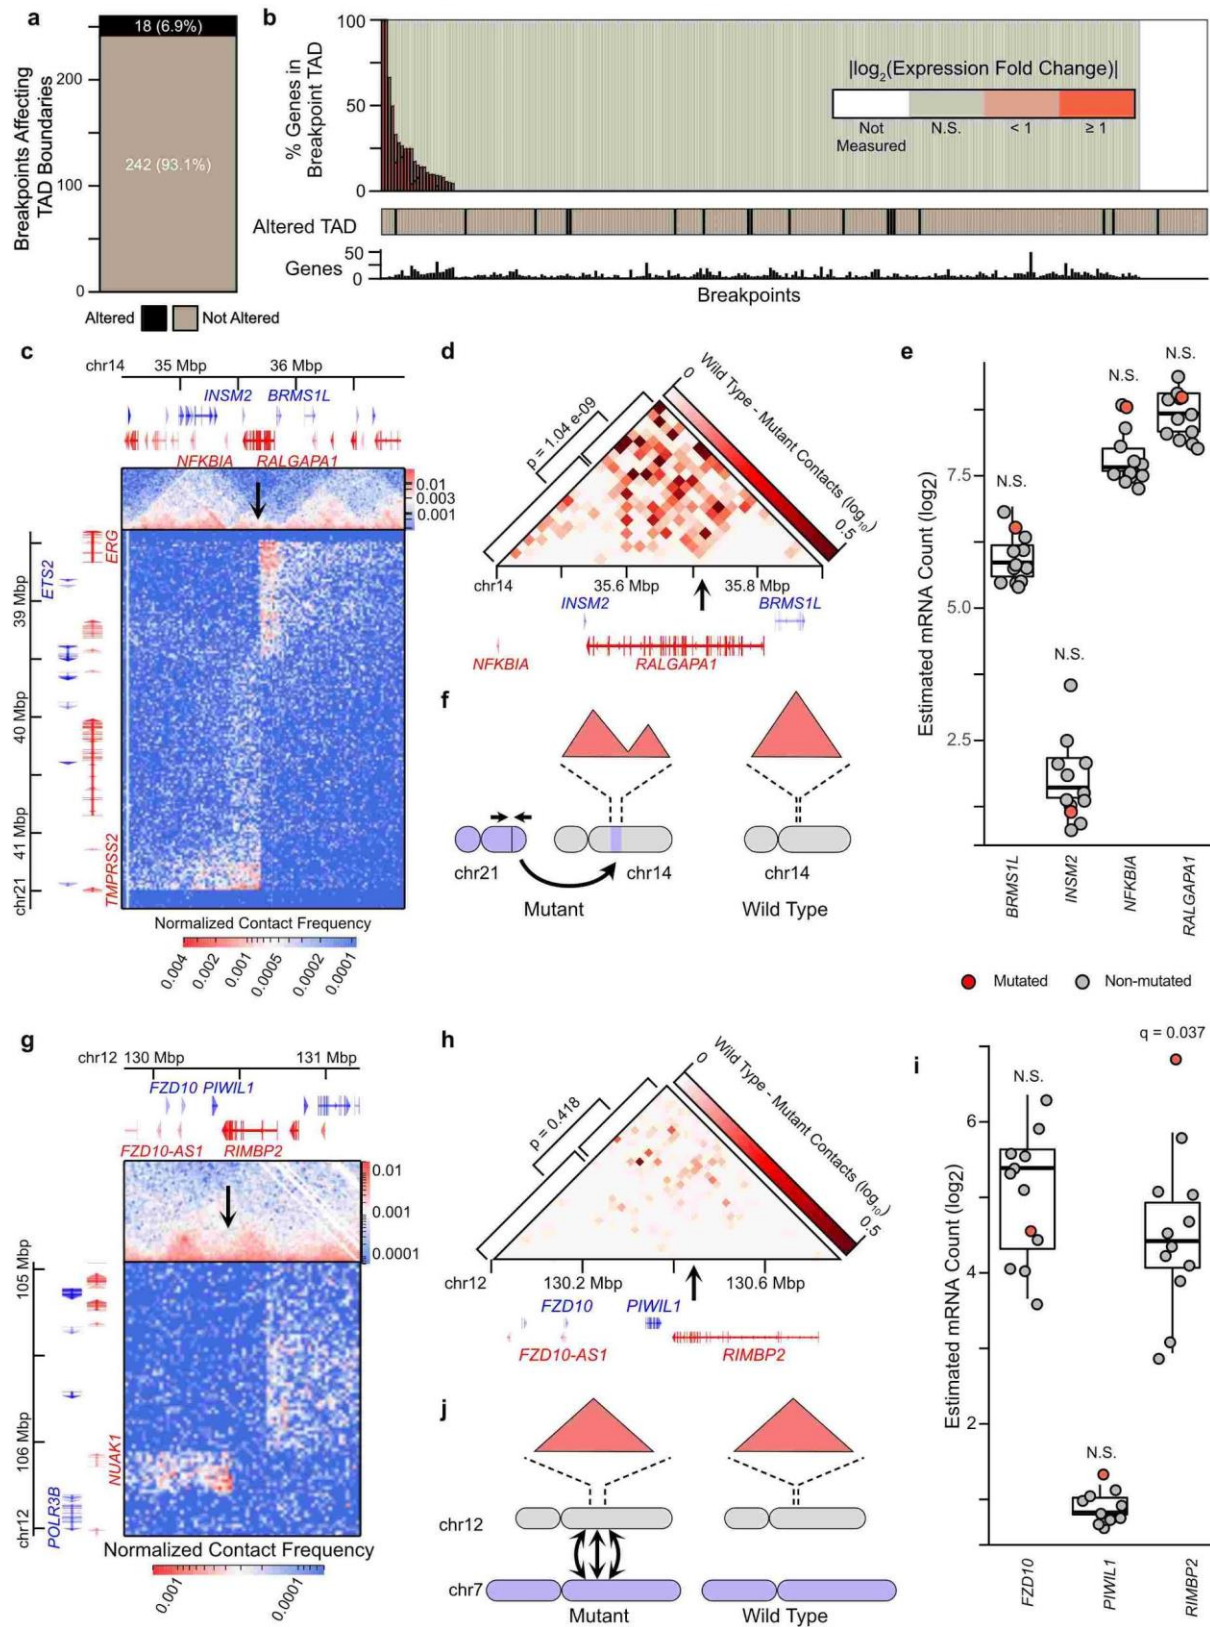 a
18 (6.9%)
242 (93.1%)
200
100
0
Breakpoints Affecting
TAD Boundaries
Altered
Not Altered
b
100
50
0
% Genes in
Breakpoint TAD
|log2(Expression Fold Change)|
Not
Measured
N.S.
< 1
≥ 1
Altered TAD
50
0
Genes
Breakpoints
c
chr14
35 Mbp
36 Mbp
INSM2
BRMS1L
NFKBIA
RALGAPA1
0.01
0.003
0.001
ERG
ETS2
39 Mbp
40 Mbp
41 Mbp
TMPRSS2
chr21
Normalized Contact Frequency
0.004
0.002
0.001
0.0005
0.0002
0.0001
d
0
Wild Type - Mutant Contacts (log10)
0.5
p = 1.04 e-09
chr14
35.6 Mbp
35.8 Mbp
INSM2
BRMS1L
NFKBIA
RALGAPA1
e
Estimated mRNA Count (log2)
7.5
5.0
2.5
N.S.
N.S.
N.S.
N.S.
BRMS1L
INSM2
NFKBIA
RALGAPA1
Mutated
Non-mutated
f
chr21
chr14
chr14
Mutant
Wild Type
g
chr12
130 Mbp
131 Mbp
FZD10
PIWIL1
FZD10-AS1
RIMBP2
0.01
0.001
0.0001
105 Mbp
106 Mbp
NUAK1
POLR3B
chr12
Normalized Contact Frequency
0.001
0.0001
h
0
Wild Type - Mutant Contacts (log10)
0.5
p = 0.418
chr12
130.2 Mbp
130.6 Mbp
FZD10
PIWIL1
FZD10-AS1
RIMBP2
i
q = 0.037
N.S.
N.S.
Estimated mRNA Count (log2)
6
4
2
FZD10
PIWIL1
RIMBP2
j
chr12
chr7
Mutant
Wild Type